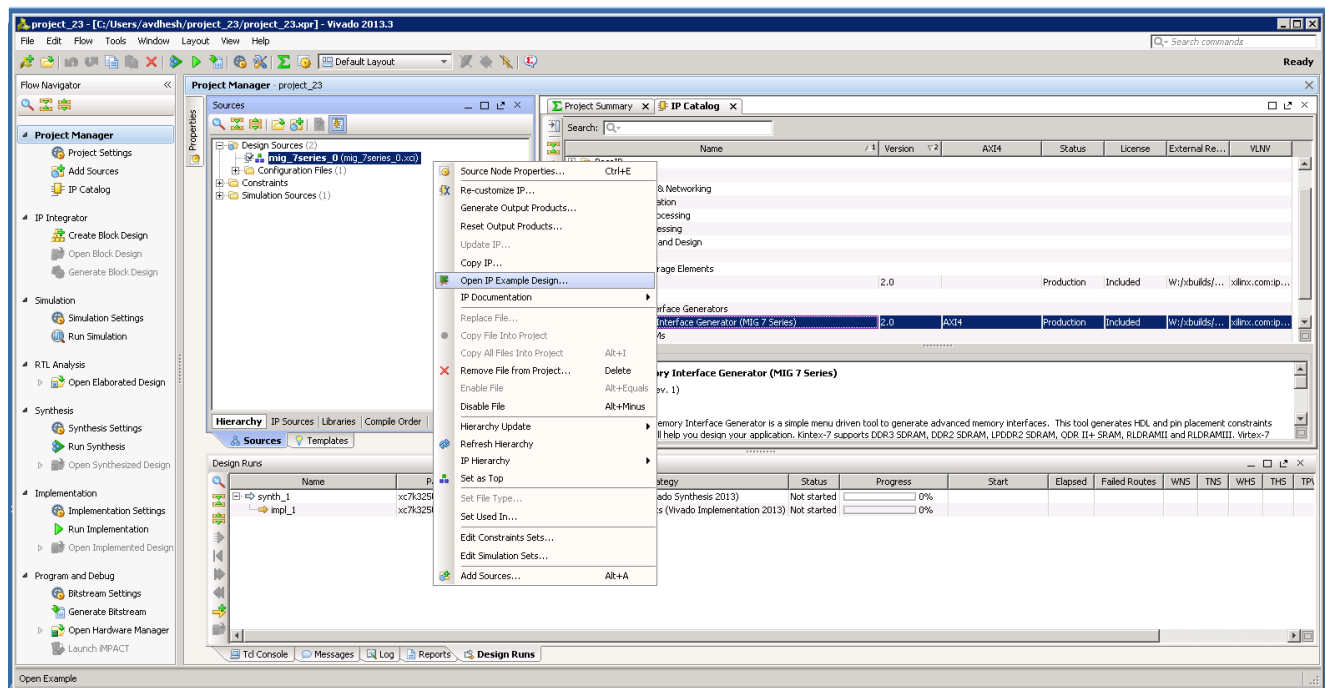 project_23 - [C:/Users/avdhesh/project_23/project_23.xpr] - Vivado 2013.3
File Edit Flow Tools Window Layout View Help
Q- Search commands
Default Layout
Ready
Flow Navigator
Project Manager
Project Settings
Add Sources
IP Catalog
IP Integrator
Create Block Design
Open Block Design
Generate Block Design
Simulation
Simulation Settings
Run Simulation
RTL Analysis
Open Elaborated Design
Synthesis
Synthesis Settings
Run Synthesis
Open Synthesized Design
Implementation
Implementation Settings
Run Implementation
Open Implemented Design
Program and Debug
Bitstream Settings
Generate Bitstream
Open Hardware Manager
Launch iMPACT
Project Manager - project_23
Properties
Sources
Design Sources (2)
mig_7series_0 (mig_7series_0.xci)
Configuration Files (1)
Constraints
Simulation Sources (1)
Hierarchy IP Sources Libraries Compile Order
Sources Templates
Source Node Properties... Ctrl+E
Re-customize IP...
Generate Output Products...
Reset Output Products...
Update IP...
Copy IP...
Open IP Example Design...
IP Documentation
Replace File...
Copy File Into Project
Copy All Files Into Project Alt+I
Remove File from Project... Delete
Enable File Alt+Equals
Disable File Alt+Minus
Hierarchy Update
Refresh Hierarchy
IP Hierarchy
Set as Top
Set File Type...
Set Used In...
Edit Constraints Sets...
Edit Simulation Sets...
Add Sources... Alt+A
Project Summary IP Catalog
Search: Q-
Name 1 Version 2 AXI4 Status License External Re... VLNV
& Networking
ation
ocessing
essing
and Design
rage Elements
2.0 Production Included W:/xbuilds/... xilinx.com:ip...
erface Generators
Interface Generator (MIG 7 Series) 2.0 AXI4 Production Included W:/xbuilds/... xilinx.com:ip...
ry Interface Generator (MIG 7 Series)
ev. 1)
emory Interface Generator is a simple menu driven tool to generate advanced memory interfaces. This tool generates HDL and pin placement constraints
ll help you design your application. Kintex-7 supports DDR3 SDRAM, DDR2 SDRAM, LPDDR2 SDRAM, QDR II+ SRAM, RLDRAMII and RLDRAMIII. Virtex-7
Design Runs
Name P. ategy Status Progress Start Elapsed Failed Routes WNS TNS WHS THS TPW
synth_1 xc7k325 ado Synthesis 2013) Not started 0%
impl_1 xc7k325 s (Vivado Implementation 2013) Not started 0%
Tcl Console Messages Log Reports Design Runs
Open Example